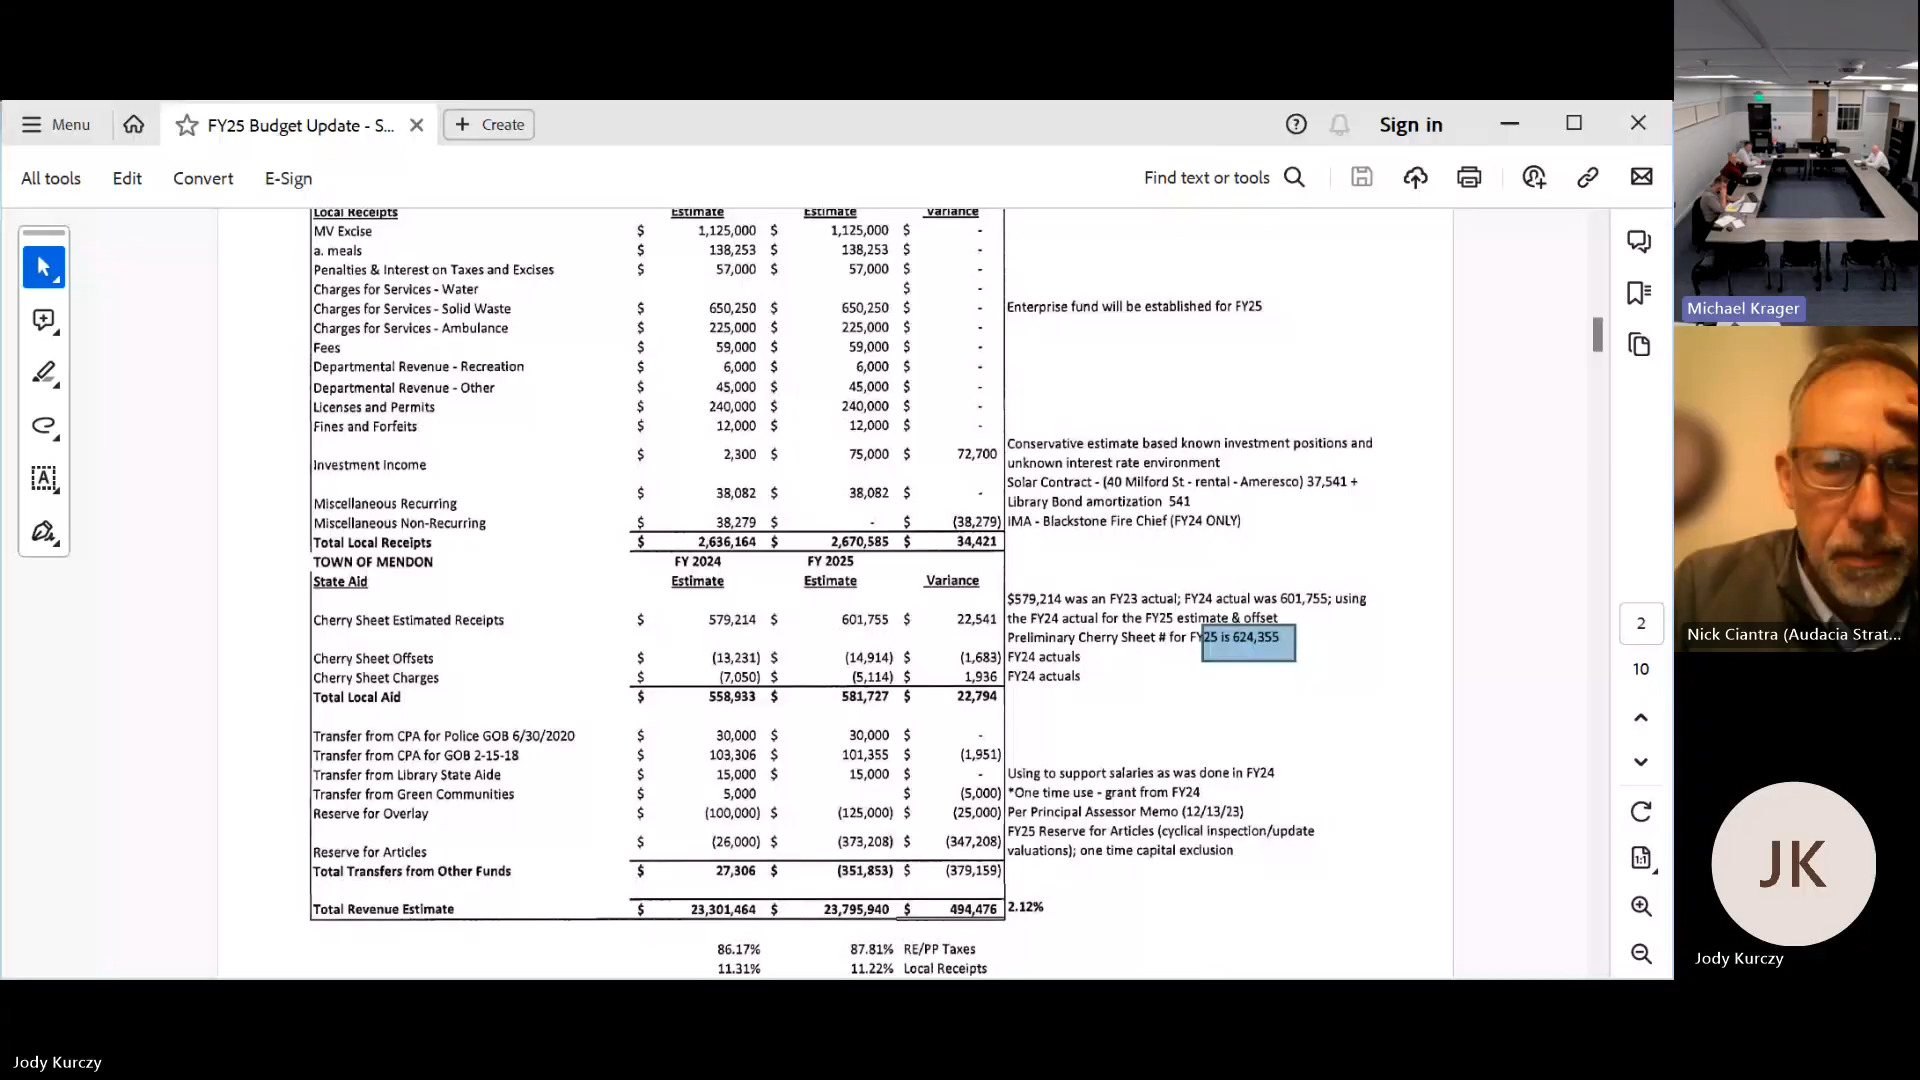 Menu
FY25 Budget Update - S...
Create
Sign in
All tools Edit Convert E-Sign
Find text or tools
Local Receipts Estimate Estimate Variance
MV Excise $ 1,125,000 $ 1,125,000 $ -
a. meals $ 138,253 $ 138,253 $ -
Penalties & Interest on Taxes and Excises $ 57,000 $ 57,000 $ -
Charges for Services - Water $ -
Charges for Services - Solid Waste $ 650,250 $ 650,250 $ - Enterprise fund will be established for FY25
Charges for Services - Ambulance $ 225,000 $ 225,000 $ -
Fees $ 59,000 $ 59,000 $ -
Departmental Revenue - Recreation $ 6,000 $ 6,000 $ -
Departmental Revenue - Other $ 45,000 $ 45,000 $ -
Licenses and Permits $ 240,000 $ 240,000 $ -
Fines and Forfeits $ 12,000 $ 12,000 $ -
Conservative estimate based known investment positions and
Investment Income $ 2,300 $ 75,000 $ 72,700 unknown interest rate environment
Solar Contract - (40 Milford St - rental - Ameresco) 37,541 +
Miscellaneous Recurring $ 38,082 $ 38,082 $ - Library Bond amortization 541
Miscellaneous Non-Recurring $ 38,279 $ - $ (38,279) IMA - Blackstone Fire Chief (FY24 ONLY)
Total Local Receipts $ 2,636,164 $ 2,670,585 $ 34,421
TOWN OF MENDON FY 2024 FY 2025
State Aid Estimate Estimate Variance
$579,214 was an FY23 actual; FY24 actual was 601,755; using
Cherry Sheet Estimated Receipts $ 579,214 $ 601,755 $ 22,541 the FY24 actual for the FY25 estimate & offset
Preliminary Cherry Sheet # for FY25 is 624,355
Cherry Sheet Offsets $ (13,231) $ (14,914) $ (1,683) FY24 actuals
Cherry Sheet Charges $ (7,050) $ (5,114) $ 1,936 FY24 actuals
Total Local Aid $ 558,933 $ 581,727 $ 22,794
Transfer from CPA for Police GOB 6/30/2020 $ 30,000 $ 30,000 $ -
Transfer from CPA for GOB 2-15-18 $ 103,306 $ 101,355 $ (1,951)
Transfer from Library State Aide $ 15,000 $ 15,000 $ - Using to support salaries as was done in FY24
Transfer from Green Communities $ 5,000 $ (5,000) *One time use - grant from FY24
Reserve for Overlay $ (100,000) $ (125,000) $ (25,000) Per Principal Assessor Memo (12/13/23)
FY25 Reserve for Articles (cyclical inspection/update
Reserve for Articles $ (26,000) $ (373,208) $ (347,208) valuations); one time capital exclusion
Total Transfers from Other Funds $ 27,306 $ (351,853) $ (379,159)
Total Revenue Estimate $ 23,301,464 $ 23,795,940 $ 494,476 2.12%
86.17% 87.81% RE/PP Taxes
11.31% 11.22% Local Receipts
2
10
1:1
Michael Krager
Nick Ciantra (Audacia Strat...
JK
Jody Kurczy
Jody Kurczy